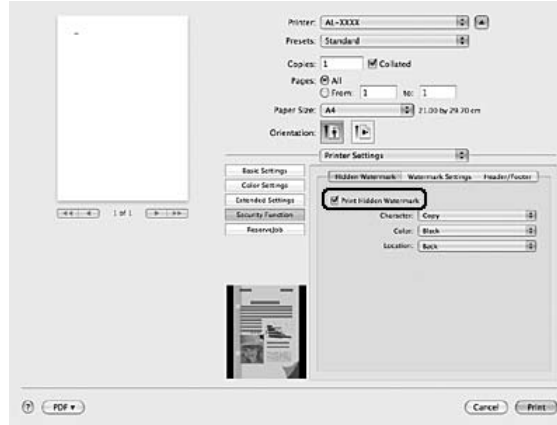 Printer: AL-XXXX
Presets: Standard
Copies: 1 Collated
Pages: All
From: 1 to: 1
Paper Size: A4 21.00 by 29.70 cm
Orientation:
Printer Settings
Basic Settings
Color Settings
Extended Settings
Security Function
ReserveJob
Hidden Watermark Watermark Settings Header/Footer
Print Hidden Watermark
Character: Copy
Color: Black
Location: Back
1 of 1
? PDF Cancel Print